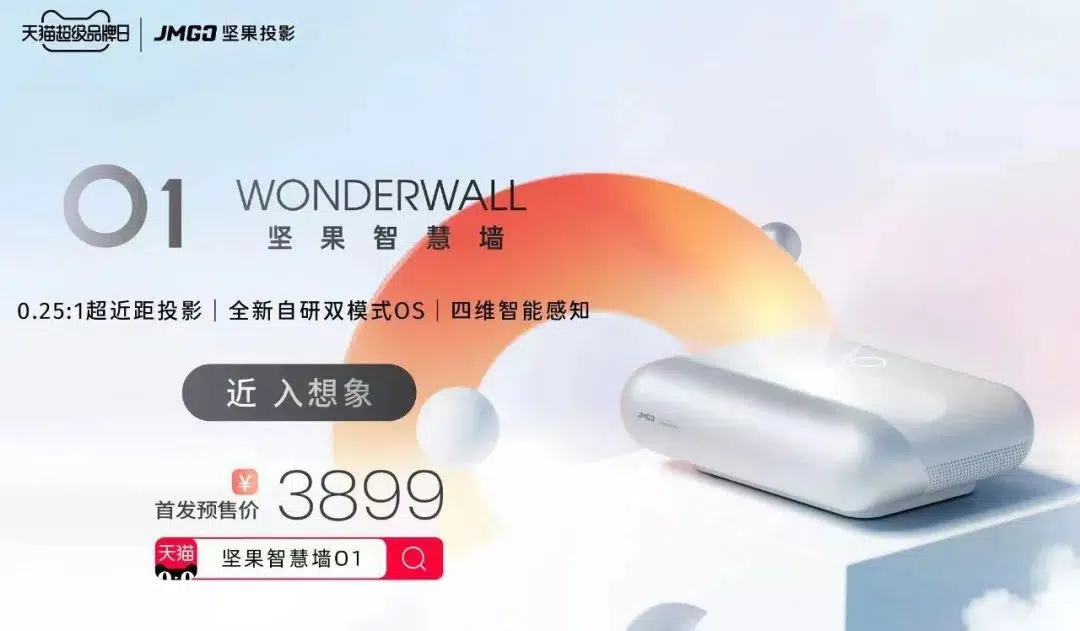 天猫超级品牌日 | JMGO 坚果投影
O1 WONDERWALL
坚果智慧墙
0.25:1超近距投影｜全新自研双模式OS｜四维智能感知
近 入想象
JMGO
¥
首发预售价 3899
天猫 坚果智慧墙O1